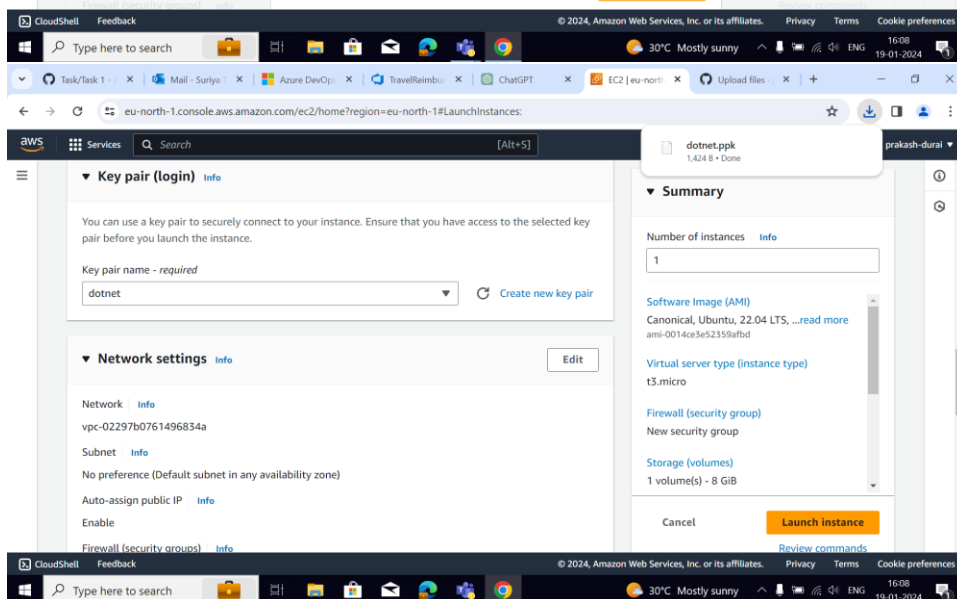 Firewall (security groups) Info
Review commands
CloudShell Feedback © 2024, Amazon Web Services, Inc. or its affiliates. Privacy Terms Cookie preferences
Type here to search 30°C Mostly sunny ENG 16:08
19-01-2024
Task/Task 1 - Mail - Suriya T Azure DevOp TravelReimbu ChatGPT EC2 | eu-north Upload files
eu-north-1.console.aws.amazon.com/ec2/home?region=eu-north-1#LaunchInstances:
aws Services Search [Alt+S] prakash-durai
dotnet.ppk
1,424 B • Done
Key pair (login) Info
You can use a key pair to securely connect to your instance. Ensure that you have access to the selected key
pair before you launch the instance.
Key pair name - required
dotnet Create new key pair
Network settings Info Edit
Network Info
vpc-02297b0761496834a
Subnet Info
No preference (Default subnet in any availability zone)
Auto-assign public IP Info
Enable
Firewall (security groups) Info
Summary
Number of instances Info
1
Software Image (AMI)
Canonical, Ubuntu, 22.04 LTS, ...read more
ami-0014ce3e52359afbd
Virtual server type (instance type)
t3.micro
Firewall (security group)
New security group
Storage (volumes)
1 volume(s) - 8 GiB
Cancel Launch instance
Review commands
CloudShell Feedback © 2024, Amazon Web Services, Inc. or its affiliates. Privacy Terms Cookie preferences
Type here to search 30°C Mostly sunny ENG 16:08
19-01-2024